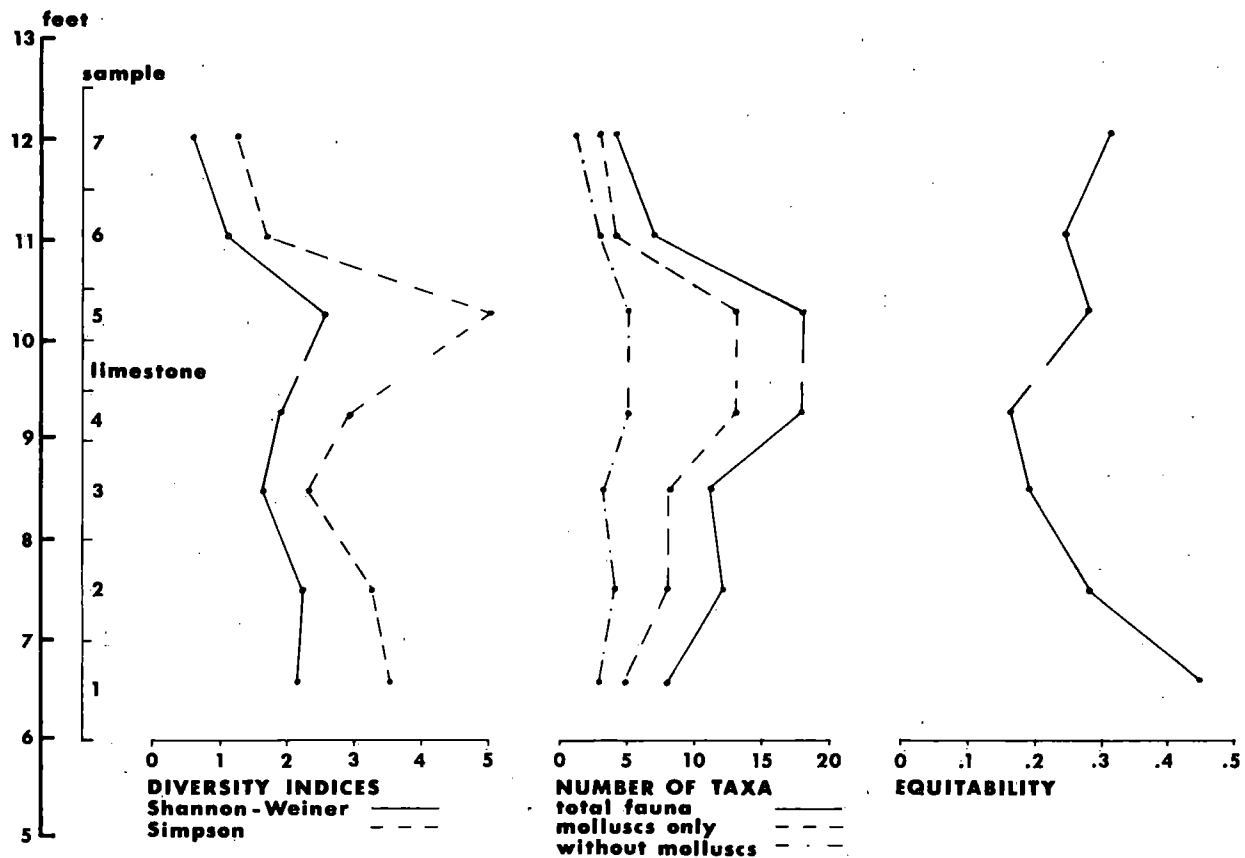 feet
13
sample
12
7
11
6
5
10
limestone
4
9
3
8
2
7
1
6
5
0 1 2 3 4 5
DIVERSITY INDICES
Shannon-Weiner
Simpson
0 5 10 15 20
NUMBER OF TAXA
total fauna
molluscs only
without molluscs
0 .1 .2 .3 .4 .5
EQUITABILITY